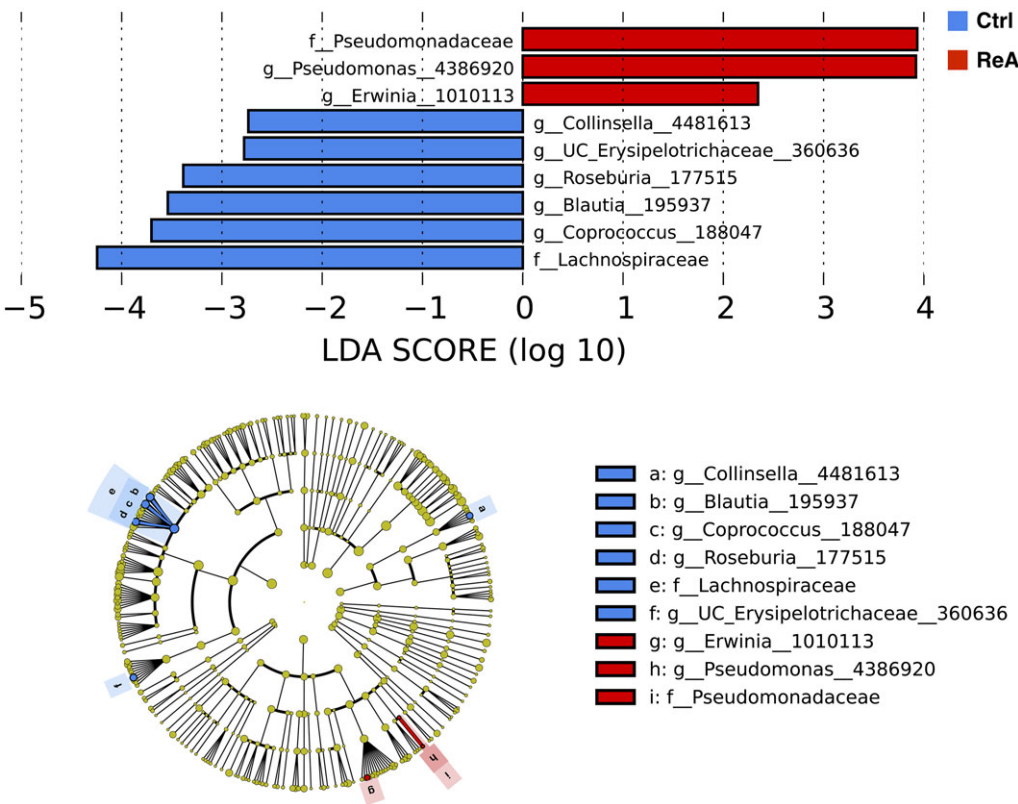 Ctrl
ReA
f__Pseudomonadaceae
g__Pseudomonas__4386920
g__Erwinia__1010113
g__Collinsella__4481613
g__UC_Erysipelotrichaceae__360636
g__Roseburia__177515
g__Blautia__195937
g__Coprococcus__188047
f__Lachnospiraceae
−5 −4 −3 −2 −1 0 1 2 3 4
LDA SCORE (log 10)
e d c b
a
f
g
h
i
a: g__Collinsella__4481613
b: g__Blautia__195937
c: g__Coprococcus__188047
d: g__Roseburia__177515
e: f__Lachnospiraceae
f: g__UC_Erysipelotrichaceae__360636
g: g__Erwinia__1010113
h: g__Pseudomonas__4386920
i: f__Pseudomonadaceae